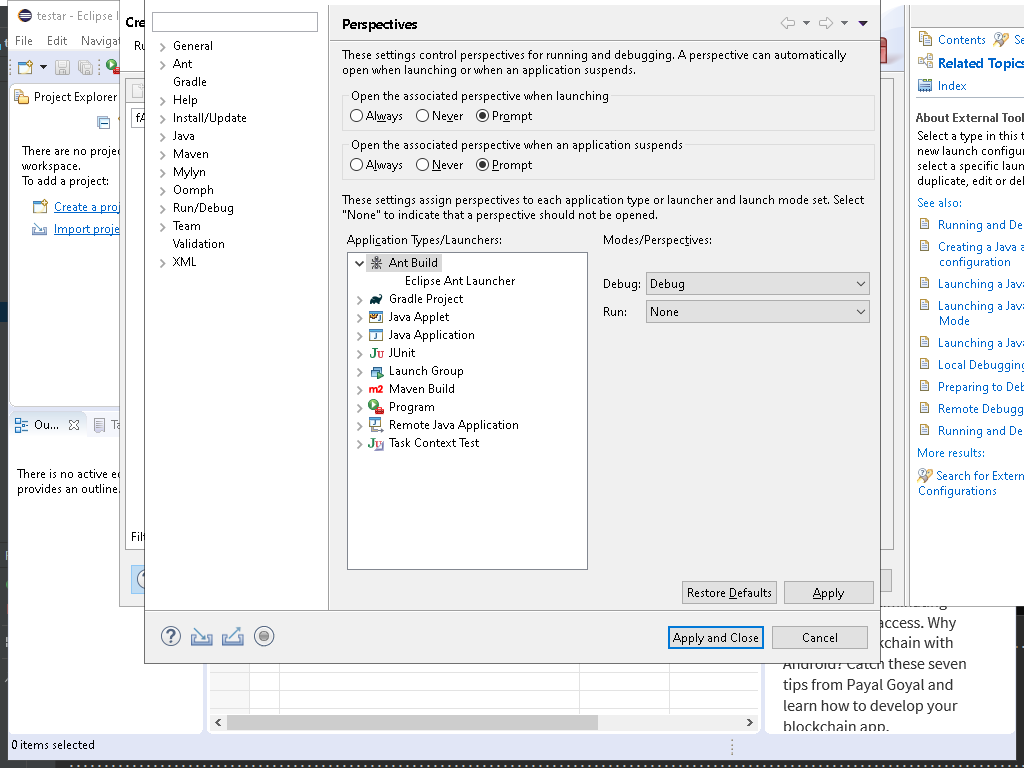 testar - Eclipse I
File Edit Navigat
Project Explorer
There are no proje
workspace.
To add a project:
Create a proj
Import proje
Ou...
Ta
There is no active ed
provides an outline.
0 items selected
Cre
Ru
Filt
General
Ant
Gradle
Help
Install/Update
Java
Maven
Mylyn
Oomph
Run/Debug
Team
Validation
XML
Perspectives
These settings control perspectives for running and debugging. A perspective can automatically
open when launching or when an application suspends.
Open the associated perspective when launching
Always Never Prompt
Open the associated perspective when an application suspends
Always Never Prompt
These settings assign perspectives to each application type or launcher and launch mode set. Select
"None" to indicate that a perspective should not be opened.
Application Types/Launchers:
Ant Build
Eclipse Ant Launcher
Gradle Project
Java Applet
Java Application
JUnit
Launch Group
Maven Build
Program
Remote Java Application
Task Context Test
Modes/Perspectives:
Debug: Debug
Run: None
Restore Defaults
Apply
Apply and Close
Cancel
Contents
Se
Related Topics
Index
About External Tool
Select a type in this t
new launch configur
select a specific laun
duplicate, edit or del
See also:
Running and De
Creating a Java a
configuration
Launching a Java
Launching a Java
Mode
Launching a Java
Local Debugging
Preparing to Deb
Remote Debugg
Running and De
More results:
Search for Extern
Configurations
access. Why
kchain with
Android? Catch these seven
tips from Payal Goyal and
learn how to develop your
blockchain app.